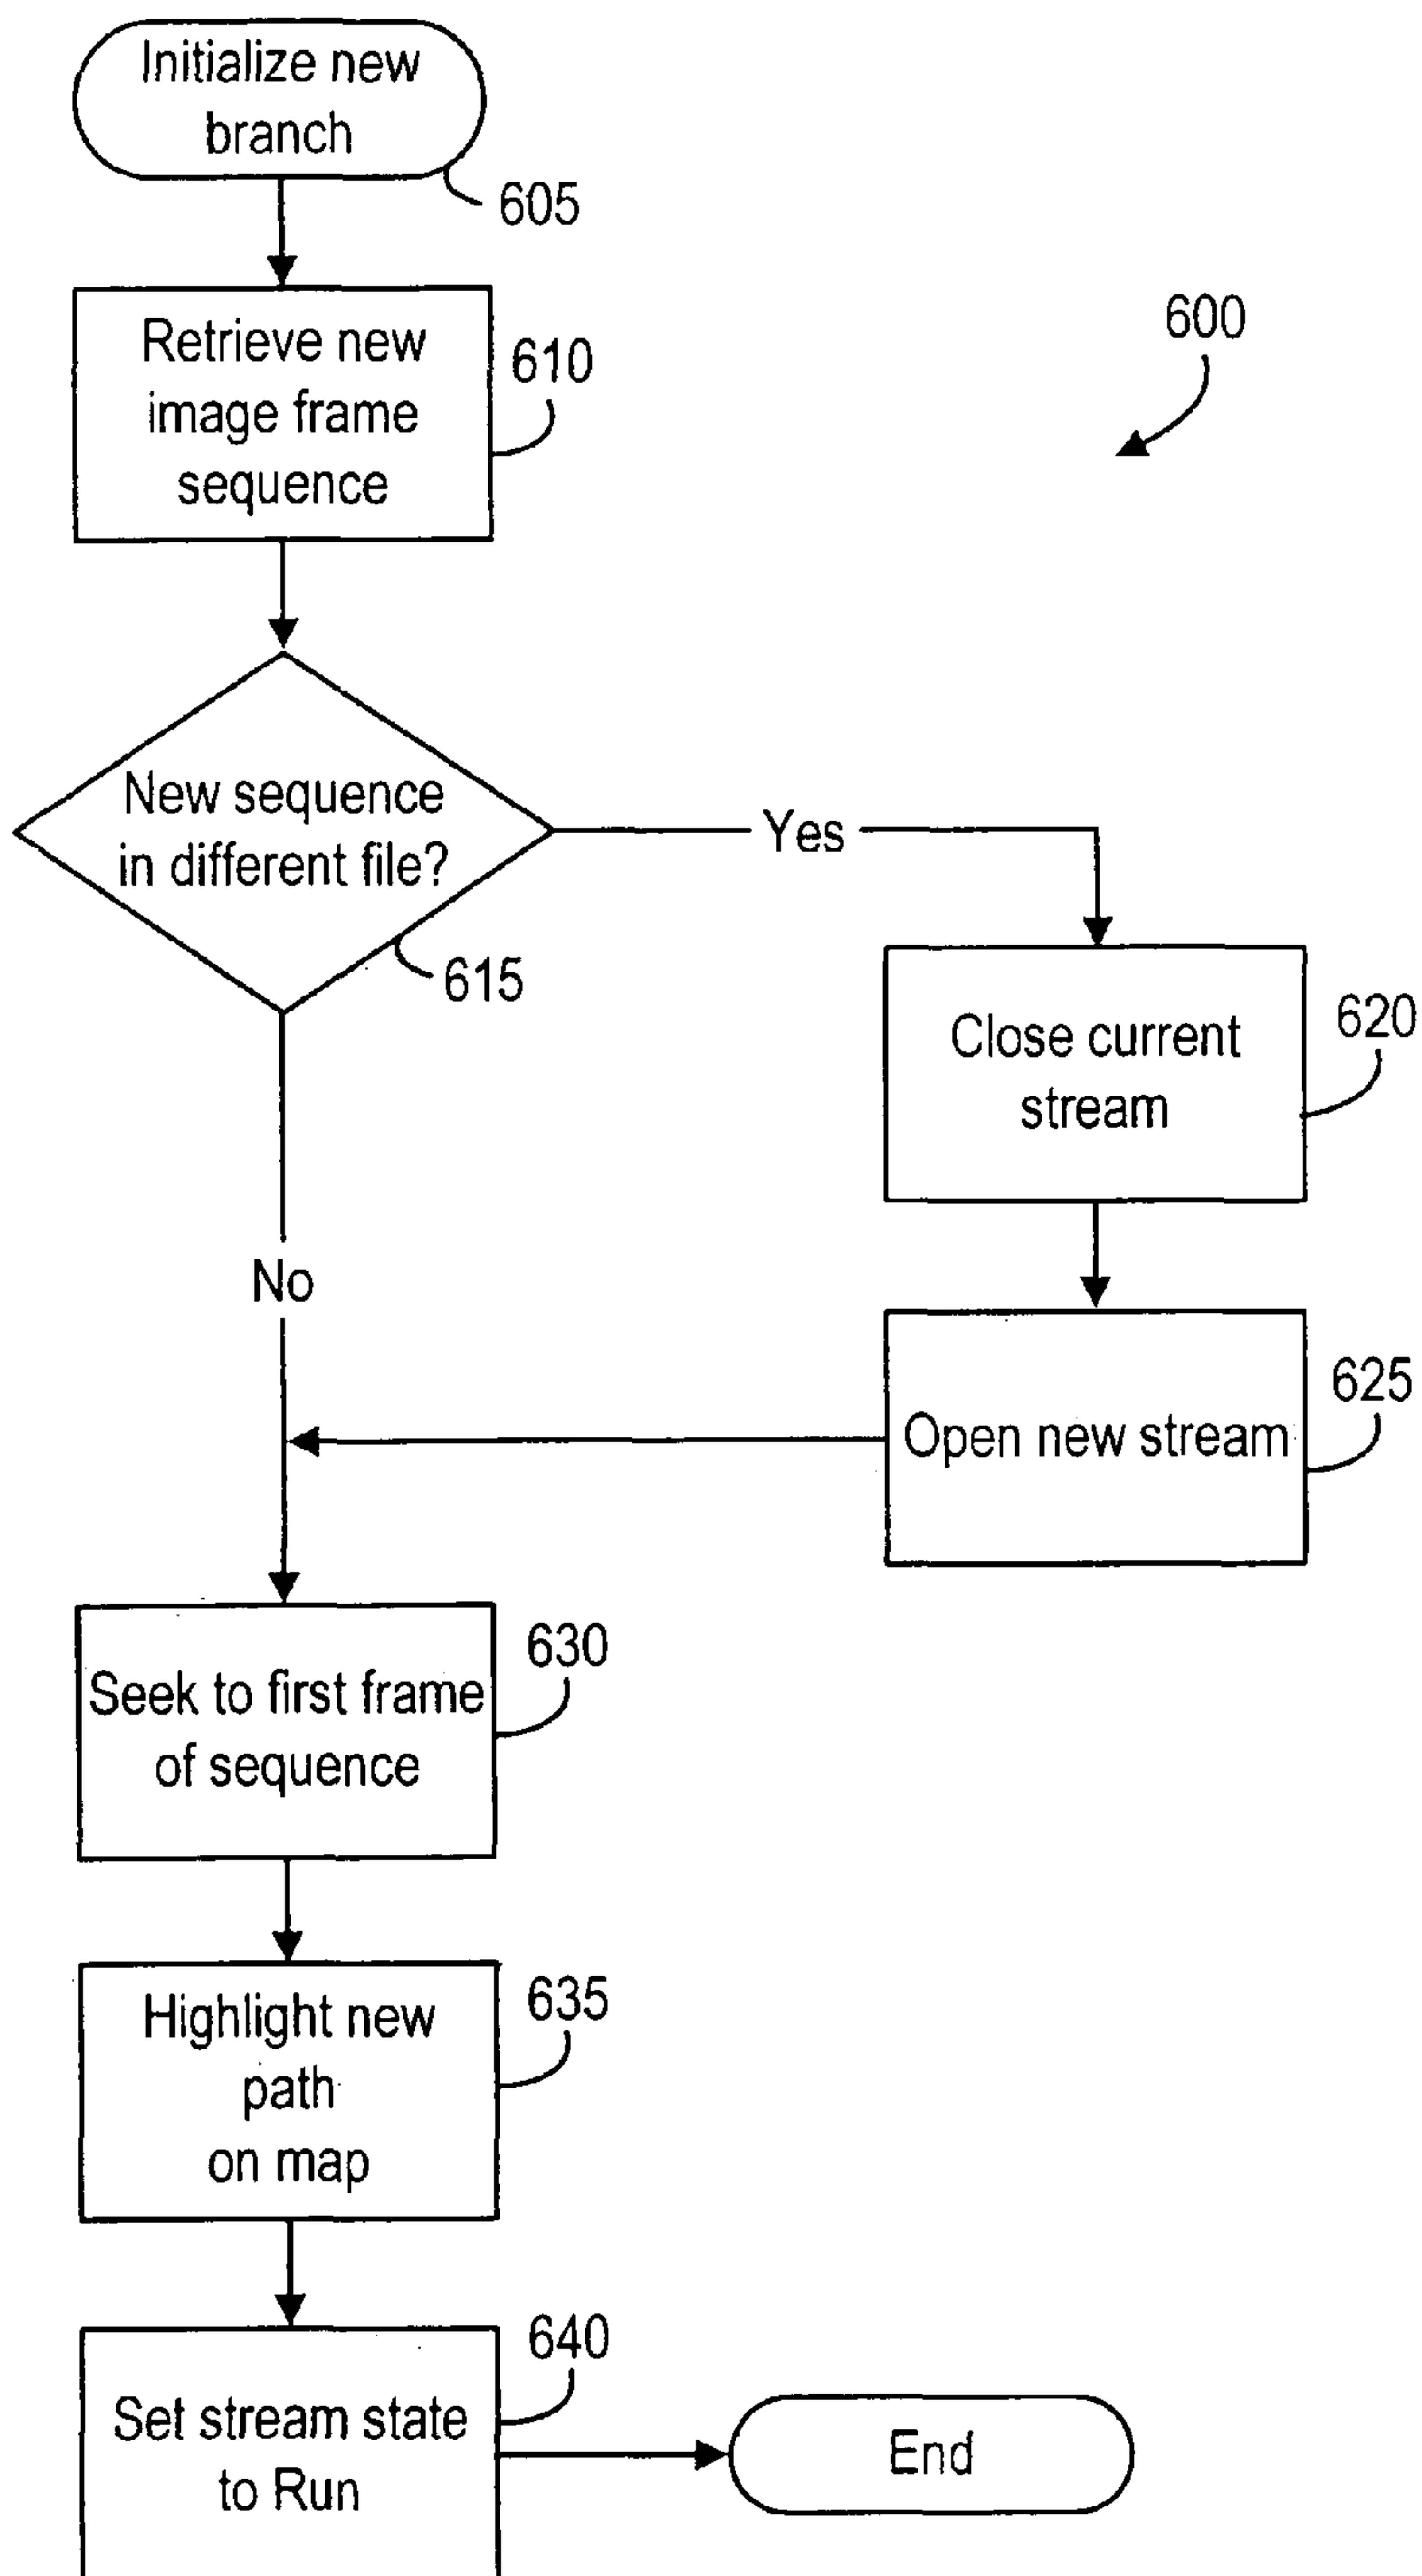 Initialize new
branch
605
Retrieve new
image frame
sequence
610
600
New sequence
in different file?
615
Yes
Close current
stream
620
No
Open new stream
625
Seek to first frame
of sequence
630
Highlight new
path
on map
635
Set stream state
to Run
640
End